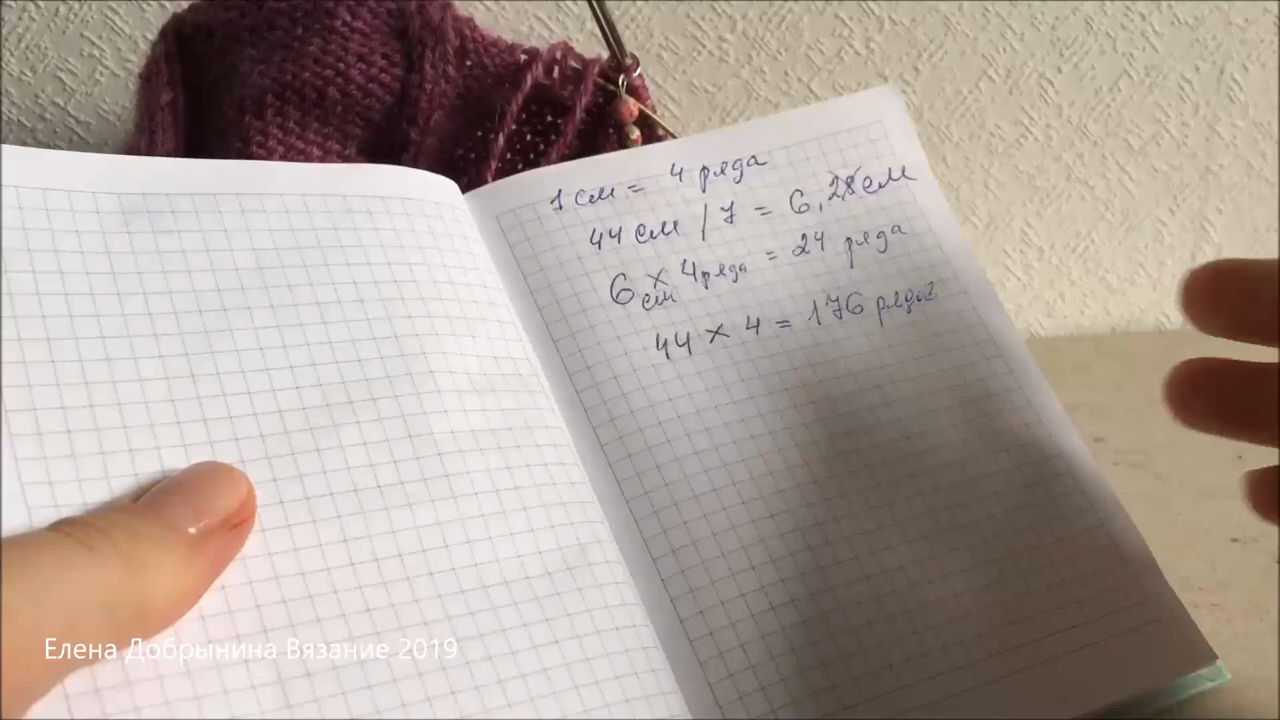 1 см = 4 ряда
44 см / 7 = 6,28 см
6 см × 4 ряда = 24 ряда
44 × 4 = 176 рядов
Елена Добрынина Вязание 2019